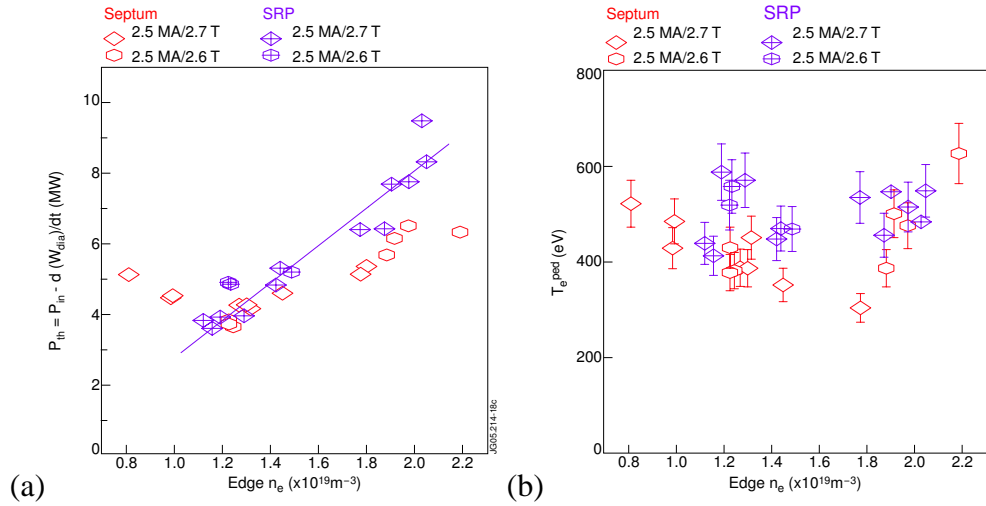 Septum SRP
2.5 MA/2.7 T 2.5 MA/2.7 T
2.5 MA/2.6 T 2.5 MA/2.6 T
P_th = P_in - d (W_dia)/dt (MW)
10
8
6
4
2
0
0.8 1.0 1.2 1.4 1.6 1.8 2.0 2.2
Edge n_e (x10^19 m^-3)
JG05.214-18c
(a)
Septum SRP
2.5 MA/2.7 T 2.5 MA/2.7 T
2.5 MA/2.6 T 2.5 MA/2.6 T
T_e^ped (eV)
800
600
400
200
0
0.8 1.0 1.2 1.4 1.6 1.8 2.0 2.2
Edge n_e (x10^19 m^-3)
(b)